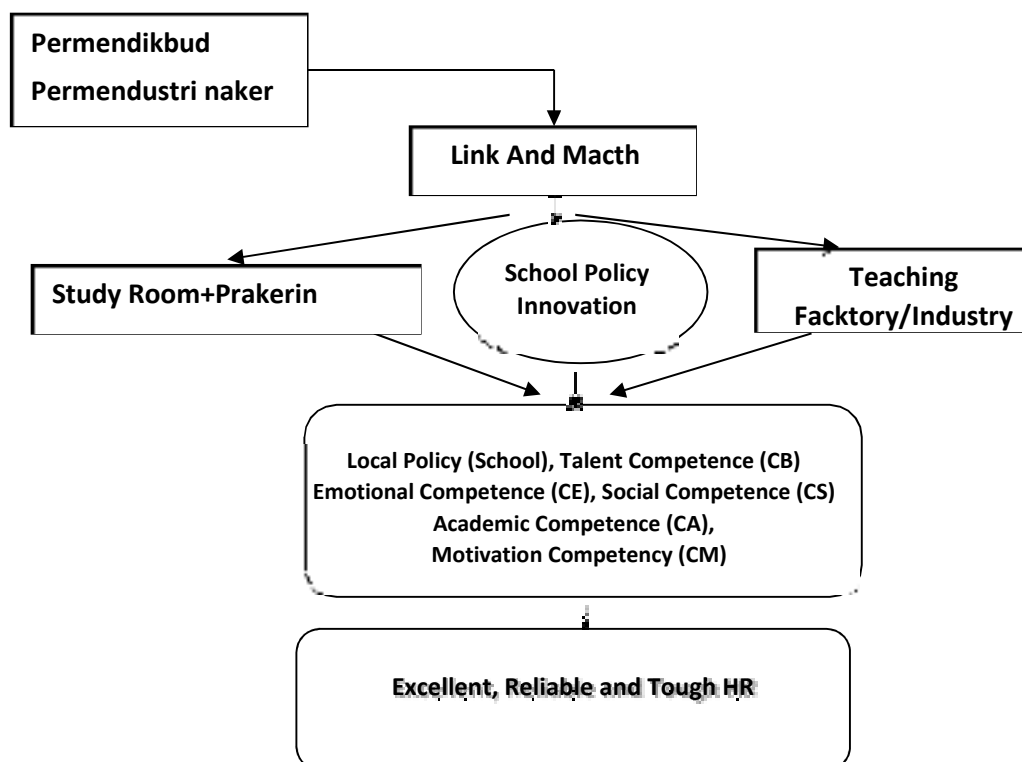 Permendikbud
Permendustri naker
Link And Macth
Study Room+Prakerin
School Policy
Innovation
Teaching
Facktory/Industry
Local Policy (School), Talent Competence (CB)
Emotional Competence (CE), Social Competence (CS)
Academic Competence (CA),
Motivation Competency (CM)
Excellent, Reliable and Tough HR